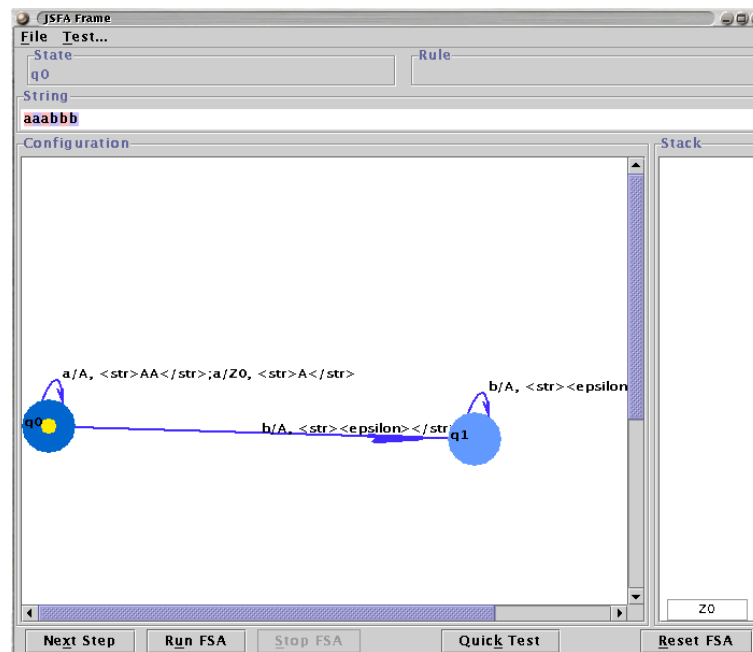 JSFA Frame
File Test...
State
Rule
q0
String
aaabbb
Configuration
Stack
a/A, <str>AA</str>;a/Z0, <str>A</str>
b/A, <str><epsilon
q0
b/A, <str><epsilon></str
q1
Z0
Next Step
Run FSA
Stop FSA
Quick Test
Reset FSA